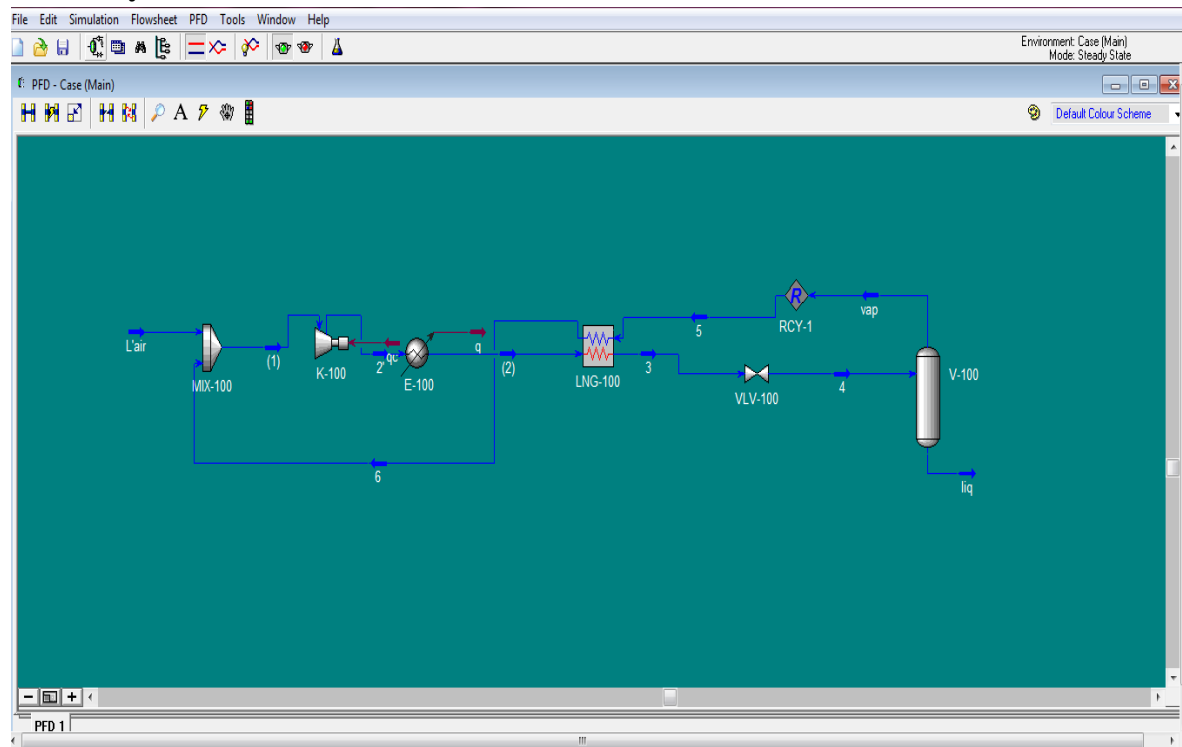 File Edit Simulation Flowsheet PFD Tools Window Help
Environment: Case (Main)
Mode: Steady State
PFD - Case (Main)
A
Default Colour Scheme
R
RCY-1
vap
5
L'air
MIX-100
(1)
K-100
2'
qc
E-100
q
(2)
LNG-100
3
VLV-100
4
V-100
6
liq
PFD 1